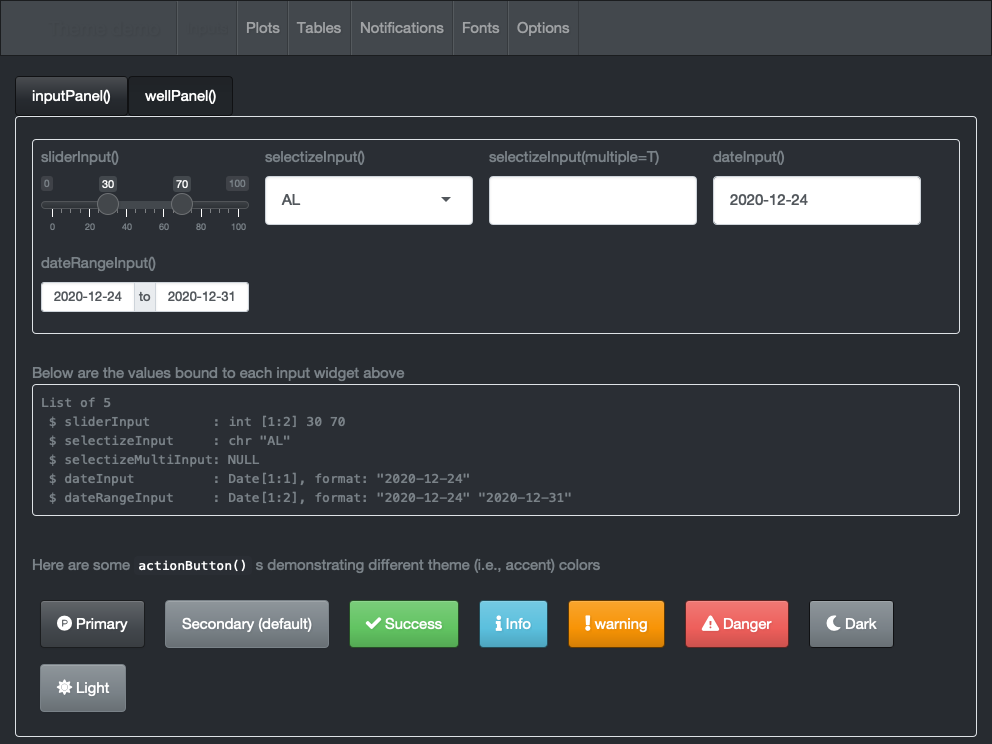 Plots Tables Notifications Fonts Options
inputPanel() wellPanel()
sliderInput() selectizeInput() selectizeInput(multiple=T) dateInput()
0 30 70 100
AL
2020-12-24
0 20 40 60 80 100
dateRangeInput()
2020-12-24 to 2020-12-31
Below are the values bound to each input widget above
List of 5
$ sliderInput : int [1:2] 30 70
$ selectizeInput : chr "AL"
$ selectizeMultiInput: NULL
$ dateInput : Date[1:1], format: "2020-12-24"
$ dateRangeInput : Date[1:2], format: "2020-12-24" "2020-12-31"
Here are some actionButton() s demonstrating different theme (i.e., accent) colors
Primary Secondary (default) Success Info warning Danger Dark
Light